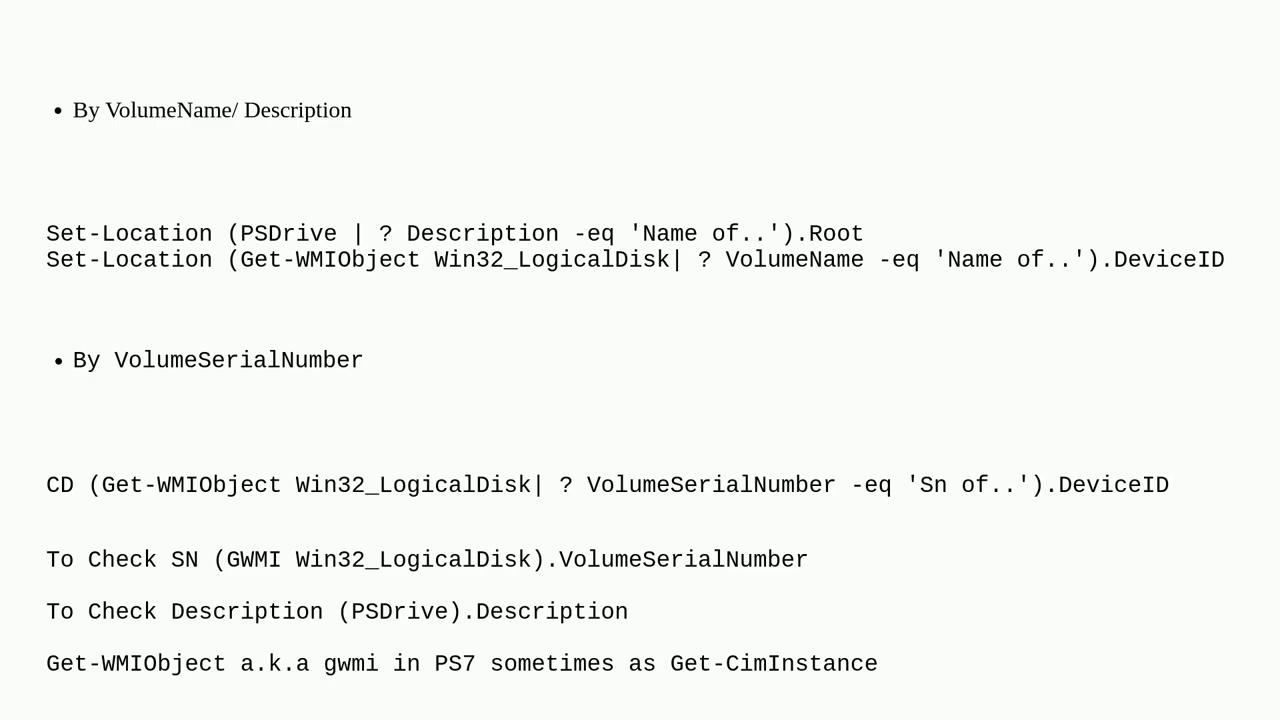 • By VolumeName/ Description
Set-Location (PSDrive | ? Description -eq 'Name of..').Root
Set-Location (Get-WMIObject Win32_LogicalDisk| ? VolumeName -eq 'Name of..').DeviceID
• By VolumeSerialNumber
CD (Get-WMIObject Win32_LogicalDisk| ? VolumeSerialNumber -eq 'Sn of..').DeviceID
To Check SN (GWMI Win32_LogicalDisk).VolumeSerialNumber
To Check Description (PSDrive).Description
Get-WMIObject a.k.a gwmi in PS7 sometimes as Get-CimInstance